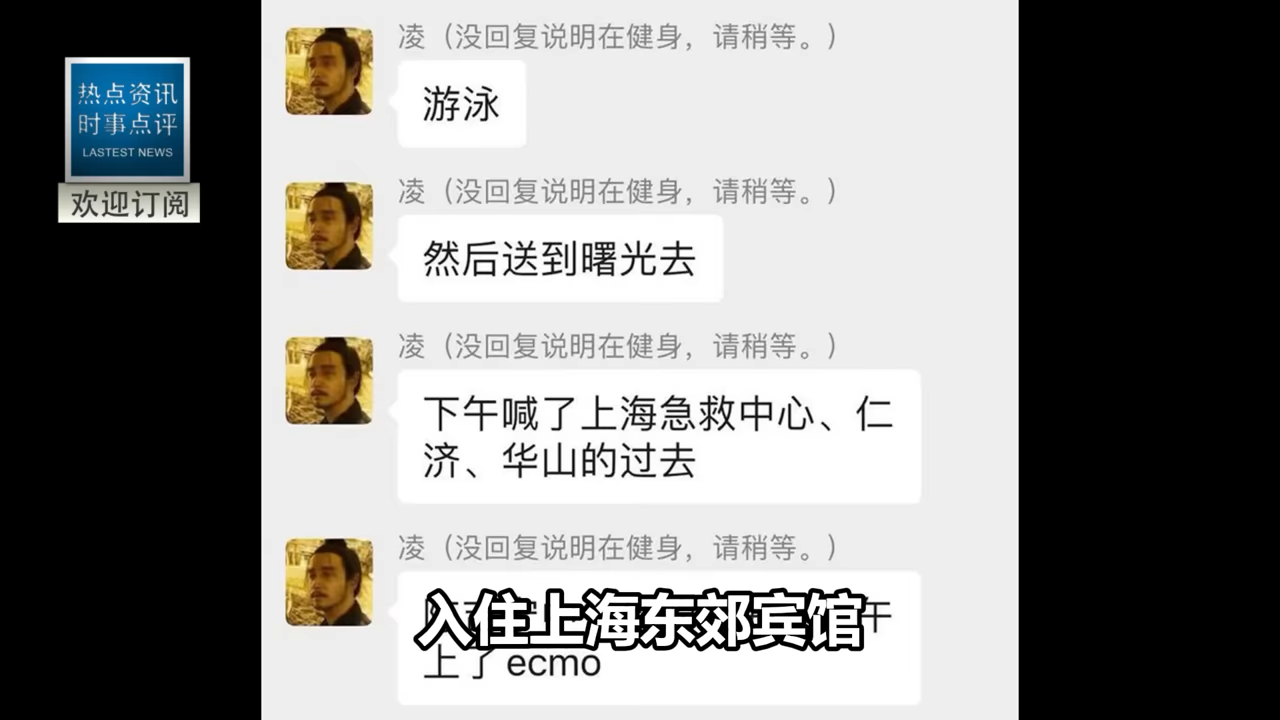 热点资讯
时事点评
LASTEST NEWS
欢迎订阅
凌（没回复说明在健身，请稍等。）
游泳
凌（没回复说明在健身，请稍等。）
然后送到曙光去
凌（没回复说明在健身，请稍等。）
下午喊了上海急救中心、仁
济、华山的过去
凌（没回复说明在健身，请稍等。）
午
上了ecmo
入住上海东郊宾馆